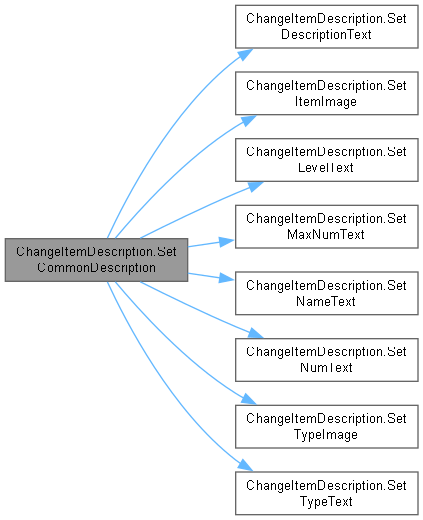 ChangeItemDescription.Set
DescriptionText
ChangeItemDescription.Set
ItemImage
ChangeItemDescription.Set
LevelText
ChangeItemDescription.Set
MaxNumText
ChangeItemDescription.Set
CommonDescription
ChangeItemDescription.Set
NameText
ChangeItemDescription.Set
NumText
ChangeItemDescription.Set
TypeImage
ChangeItemDescription.Set
TypeText